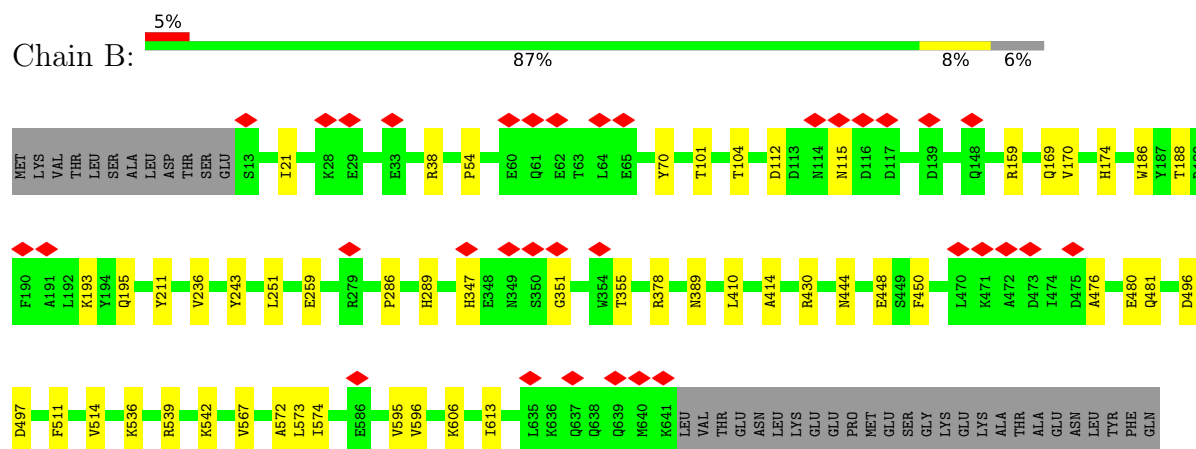 5%
Chain B:
87% 8% 6%
MET LYS VAL THR LEU SER ALA LEU ASP THR SER GLU S13 I21 K28 E29 E33 R38 P54 E60 Q61 E62 T63 L64 E65 Y70 T101 T104 D112 D113 N114 N115 D116 D117 D139 Q148 R159 Q169 V170 H174 W186 Y187 T188
F190 A191 L192 K193 Y194 Q195 Y211 V236 Y243 L251 E259 R279 P286 H289 H347 E348 N349 S350 G351 W354 T355 R378 N389 L410 A414 R430 N444 E448 S449 F450 L470 K471 A472 D473 I474 D475 A476 E480 Q481 D496
D497 F511 V514 K536 R539 K542 V567 A572 L573 I574 E586 V595 V596 K606 I613 L635 K636 Q637 Q638 Q639 M640 K641 LEU VAL THR GLU ASN LEU LYS GLU GLU PRO MET GLU SER GLY LYS GLU LYS ALA THR ALA GLU ASN LEU TYR PHE GLN